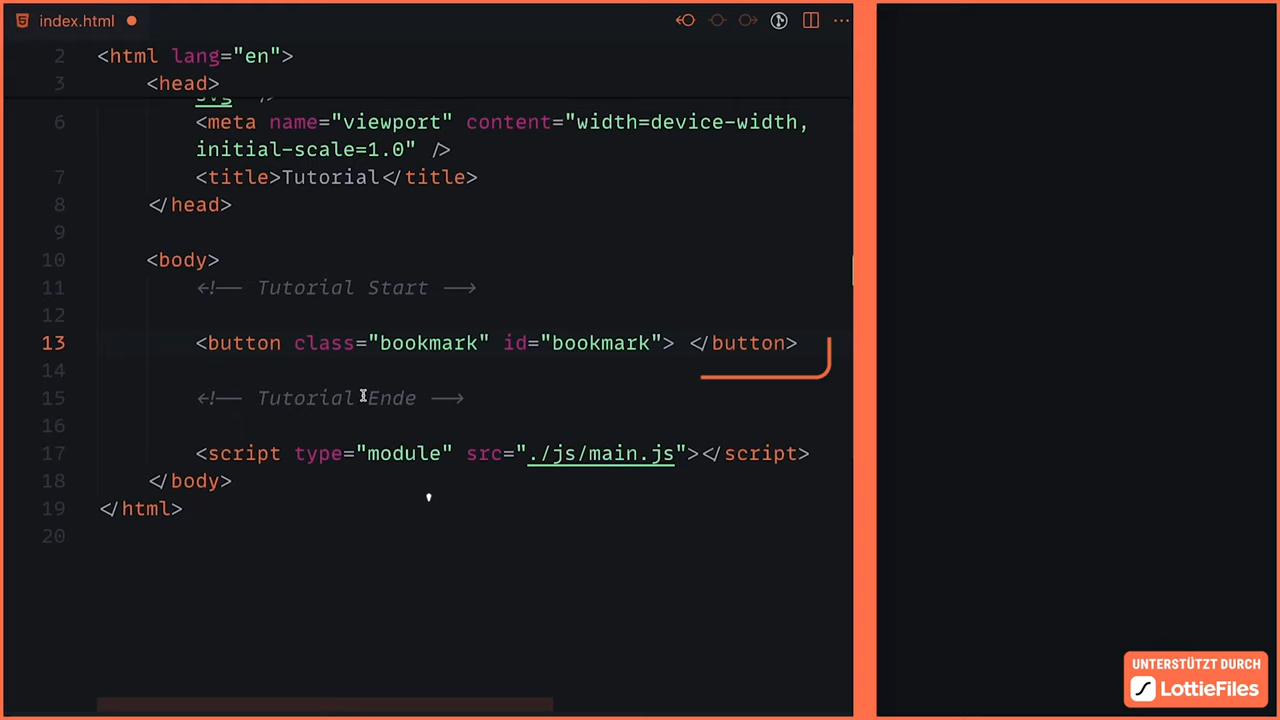 index.html
2 <html lang="en">
3 <head>
svg" />
6 <meta name="viewport" content="width=device-width,
initial-scale=1.0" />
7 <title>Tutorial</title>
8 </head>
9
10 <body>
11 <!-- Tutorial Start -->
12
13 <button class="bookmark" id="bookmark"> </button>
14
15 <!-- Tutorial Ende -->
16
17 <script type="module" src="./js/main.js"></script>
18 </body>
19 </html>
20
UNTERSTÜTZT DURCH
LottieFiles